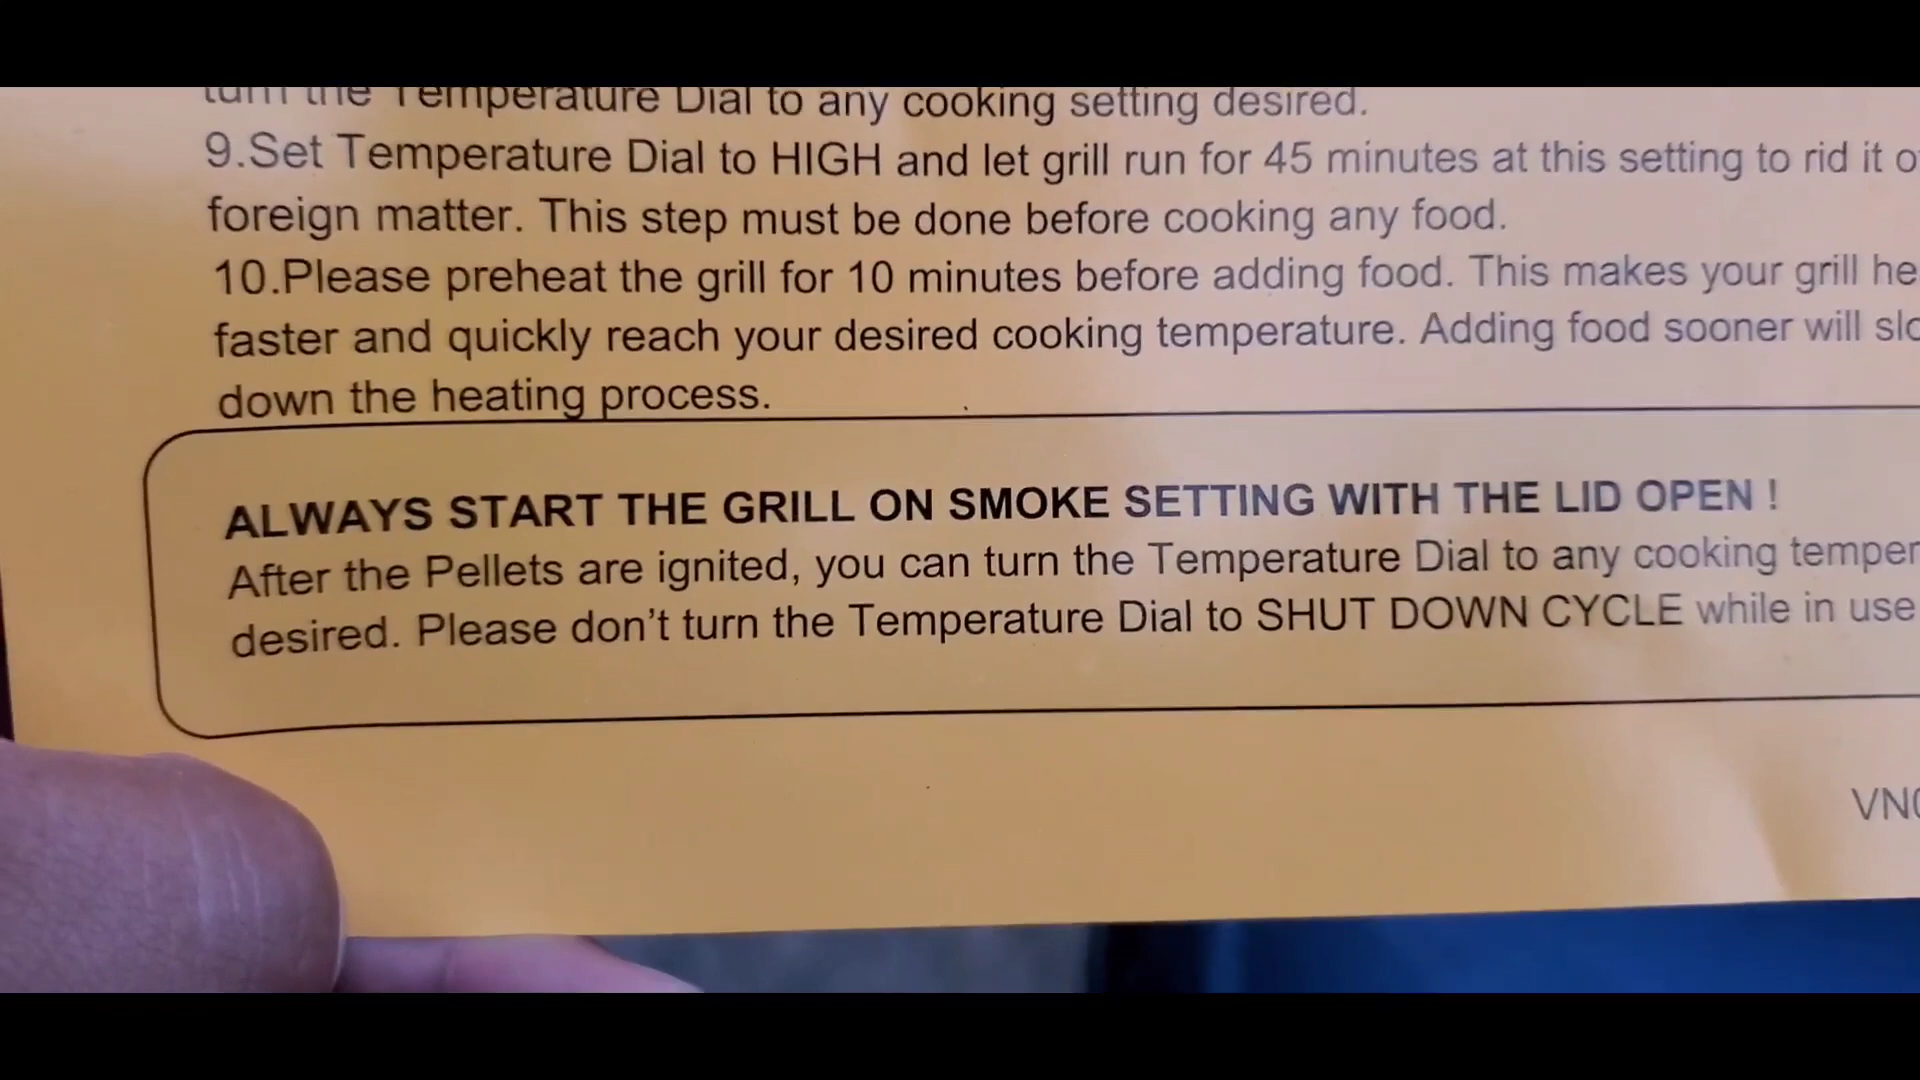 turn the Temperature Dial to any cooking setting desired.
9.Set Temperature Dial to HIGH and let grill run for 45 minutes at this setting to rid it
foreign matter. This step must be done before cooking any food.
10.Please preheat the grill for 10 minutes before adding food. This makes your grill
faster and quickly reach your desired cooking temperature. Adding food sooner will
down the heating process.
ALWAYS START THE GRILL ON SMOKE SETTING WITH THE LID OPEN !
After the Pellets are ignited, you can turn the Temperature Dial to any cooking
desired. Please don't turn the Temperature Dial to SHUT DOWN CYCLE while in use